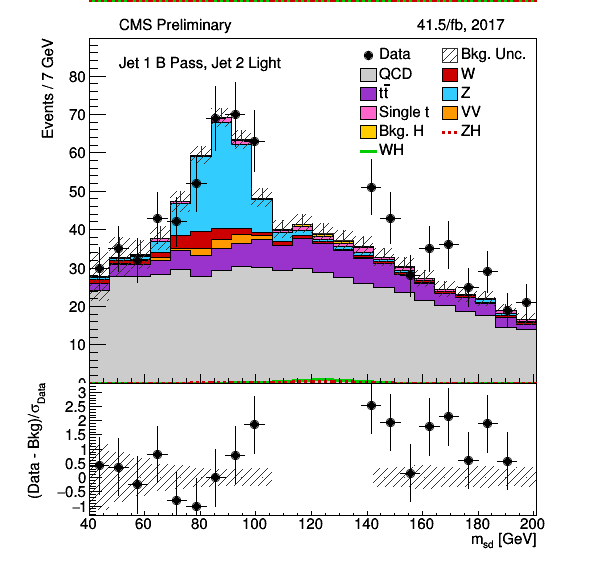 CMS Preliminary 41.5/fb, 2017
Jet 1 B Pass, Jet 2 Light
Data Bkg. Unc.
QCD W
tt̄ Z
Single t VV
Bkg. H ZH
WH
Events / 7 GeV
80
70
60
50
40
30
20
10
0
(Data - Bkg)/σData
3
2.5
2
1.5
1
0.5
0
−0.5
−1
40 60 80 100 120 140 160 180 200
msd [GeV]